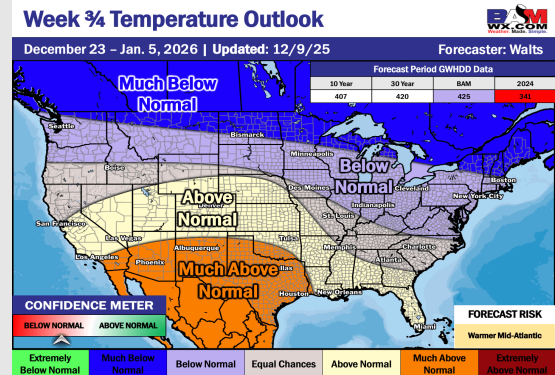 Week ¾ Temperature Outlook
BAM
WX.COM
Weather. Made. Simple.
December 23 – Jan. 5, 2026 | Updated: 12/9/25
Forecaster: Walts
Forecast Period GWHDD Data
10 Year 30 Year BAM 2024
407 420 425 341
Much Below
Normal
Seattle
Bismarck
Minneapolis
Boise
Below
Normal
Boston
Des Moines
Cleveland
New York City
Above
Normal
Denver
Indianapolis
St. Louis
San Francisco
Las Vegas
Tulsa
Memphis
Charlotte
Albuquerque
Los Angeles
Phoenix
Atlanta
Much Above
Normal
llas
Houston
New Orleans
Miami
CONFIDENCE METER
BELOW NORMAL
ABOVE NORMAL
FORECAST RISK
Warmer Mid-Atlantic
Extremely
Below Normal
Much Below
Normal
Below Normal
Equal Chances
Above Normal
Much Above
Normal
Extremely
Above Normal